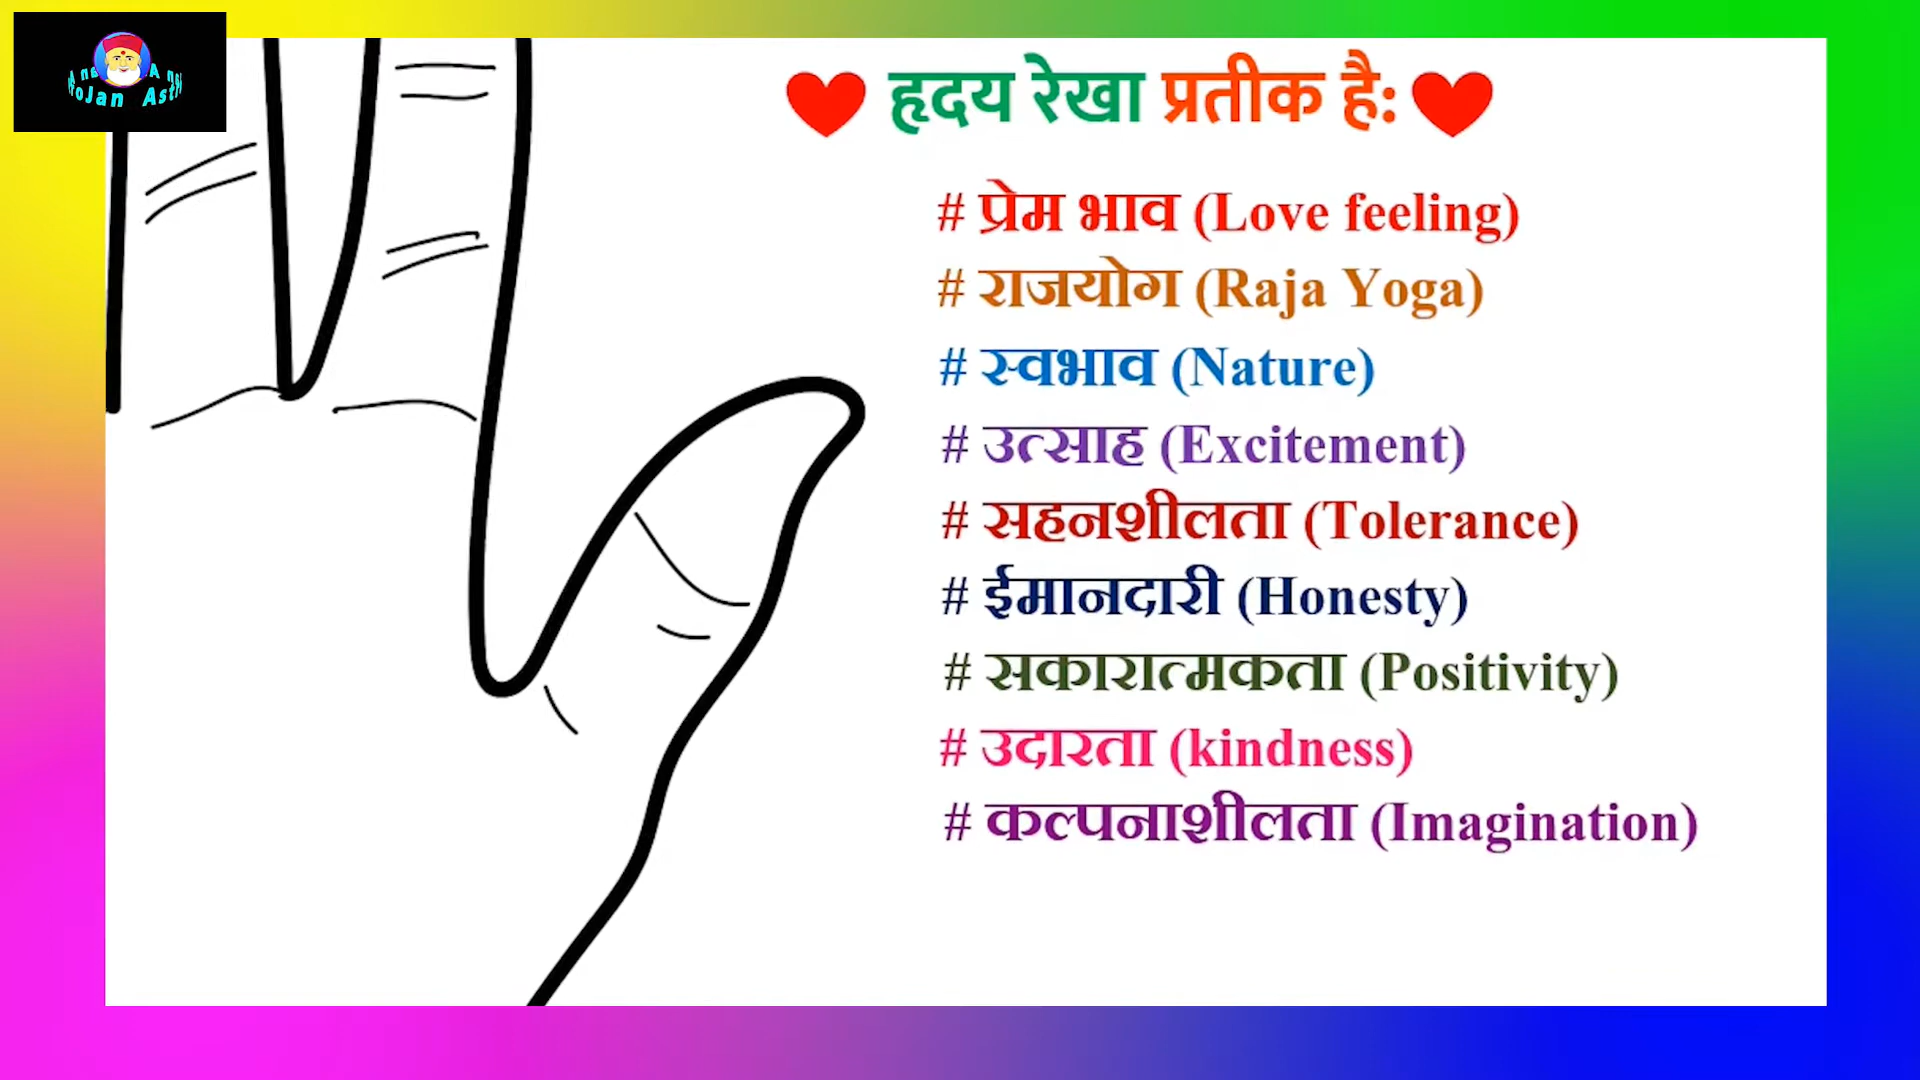 हृदय रेखा प्रतीक है:
# प्रेम भाव (Love feeling)
# राजयोग (Raja Yoga)
# स्वभाव (Nature)
# उत्साह (Excitement)
# सहनशीलता (Tolerance)
# ईमानदारी (Honesty)
# सकारात्मकता (Positivity)
# उदारता (kindness)
# कल्पनाशीलता (Imagination)